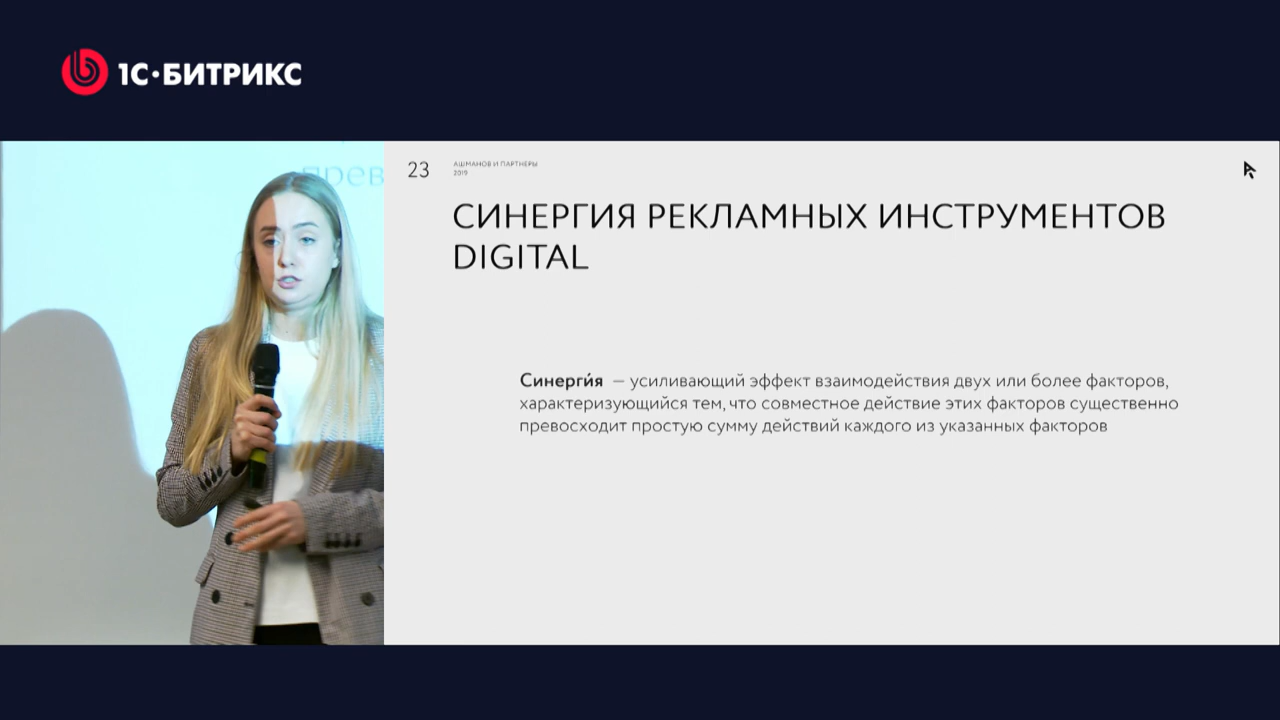 1С•БИТРИКС
прев
23
АШМАНОВ И ПАРТНЕРЫ
2019
СИНЕРГИЯ РЕКЛАМНЫХ ИНСТРУМЕНТОВ
DIGITAL
Синерги́я — усиливающий эффект взаимодействия двух или более факторов,
характеризующийся тем, что совместное действие этих факторов существенно
превосходит простую сумму действий каждого из указанных факторов